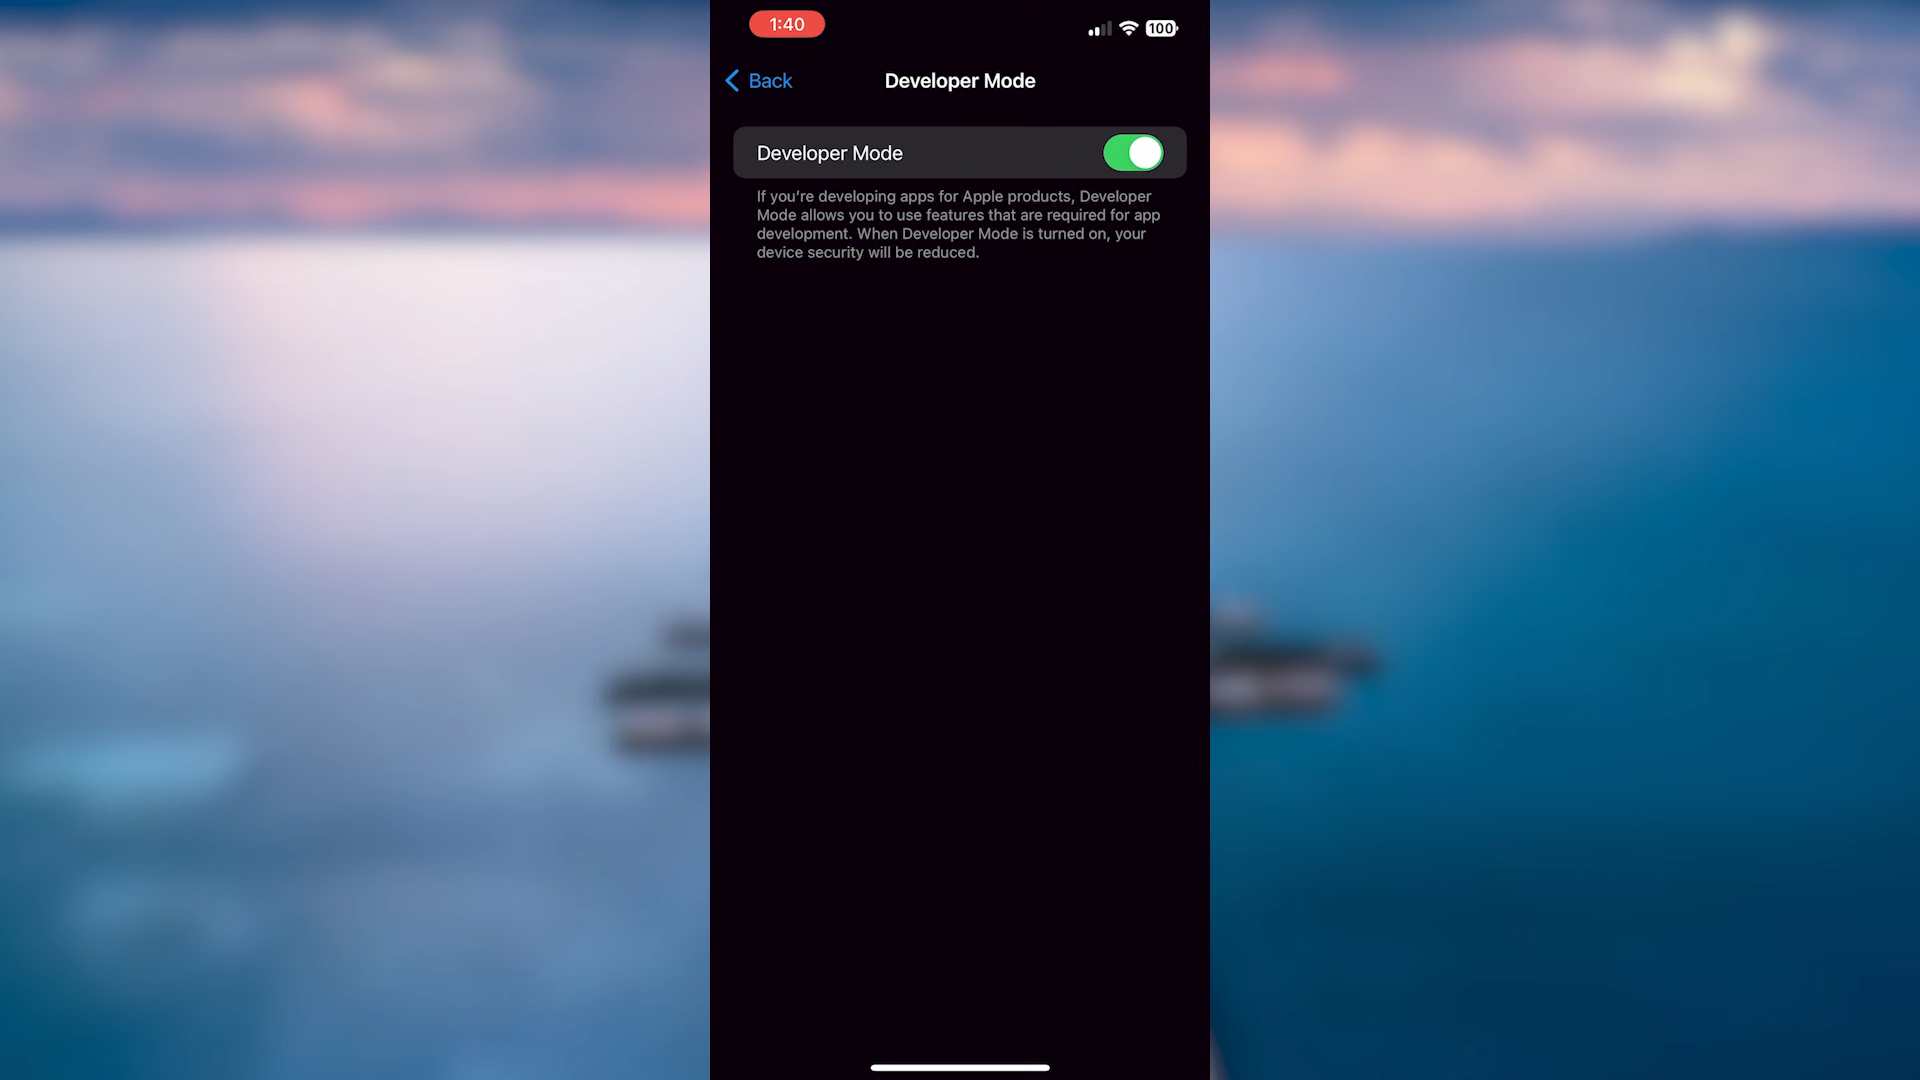 1:40
100
Back
Developer Mode
Developer Mode
If you’re developing apps for Apple products, Developer
Mode allows you to use features that are required for app
development. When Developer Mode is turned on, your
device security will be reduced.